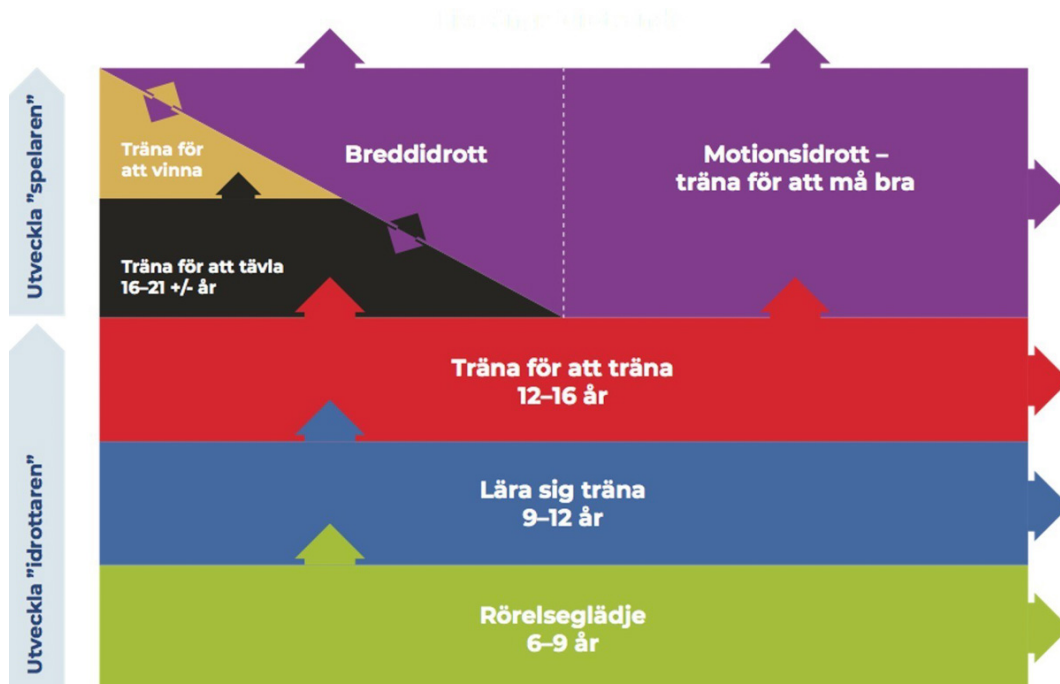 Utveckla ”spelaren”
Träna för
att vinna
Breddidrott
Motionsidrott –
träna för att må bra
Träna för att tävla
16–21 +/- år
Utveckla ”idrottaren”
Träna för att träna
12–16 år
Lära sig träna
9–12 år
Rörelseglädje
6–9 år